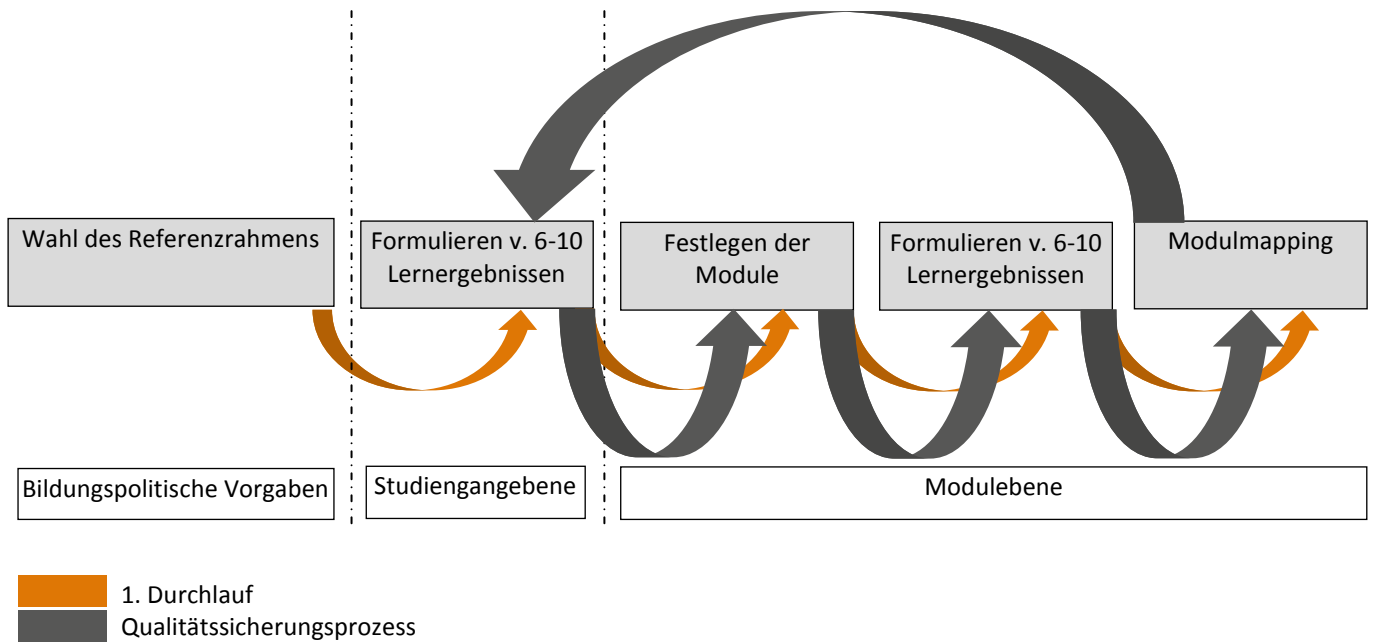 Wahl des Referenzrahmens
Formulieren v. 6-10
Lernergebnissen
Festlegen der
Module
Formulieren v. 6-10
Lernergebnissen
Modulmapping
Bildungspolitische Vorgaben
Studiengangebene
Modulebene
1. Durchlauf
Qualitätssicherungsprozess